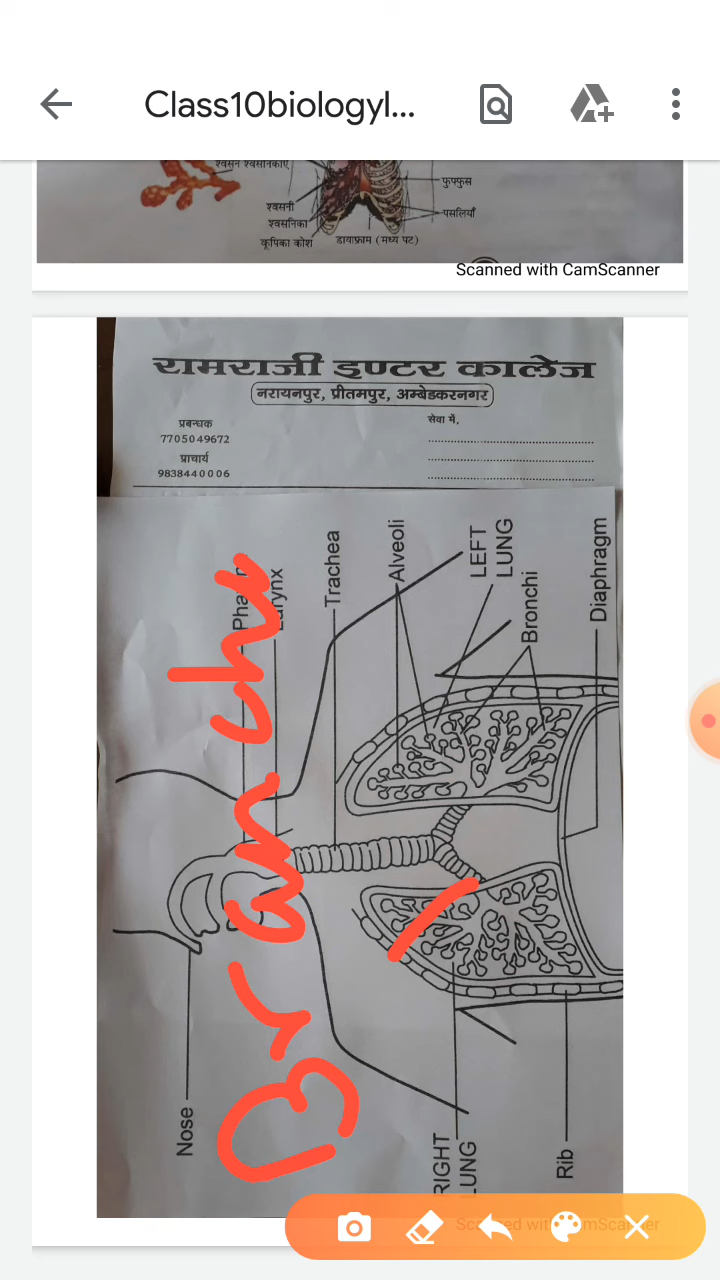 Class10biologyl...
श्वसन श्वसनिकाएँ
फुफ्फुस
श्वसनी
पसलियाँ
श्वसनिका
कूपिका कोश
डायाफ्राम (मध्य पट)
Scanned with CamScanner
रामराजी इण्टर कालेज
नरायनपुर, प्रीतमपुर, अम्बेडकरनगर
प्रबन्धक
सेवा में,
7705049672
प्राचार्य
9838440006
Trachea
Alveoli
LEFT
LUNG
Bronchi
Diaphragm
Nose
RIGHT
LUNG
Rib